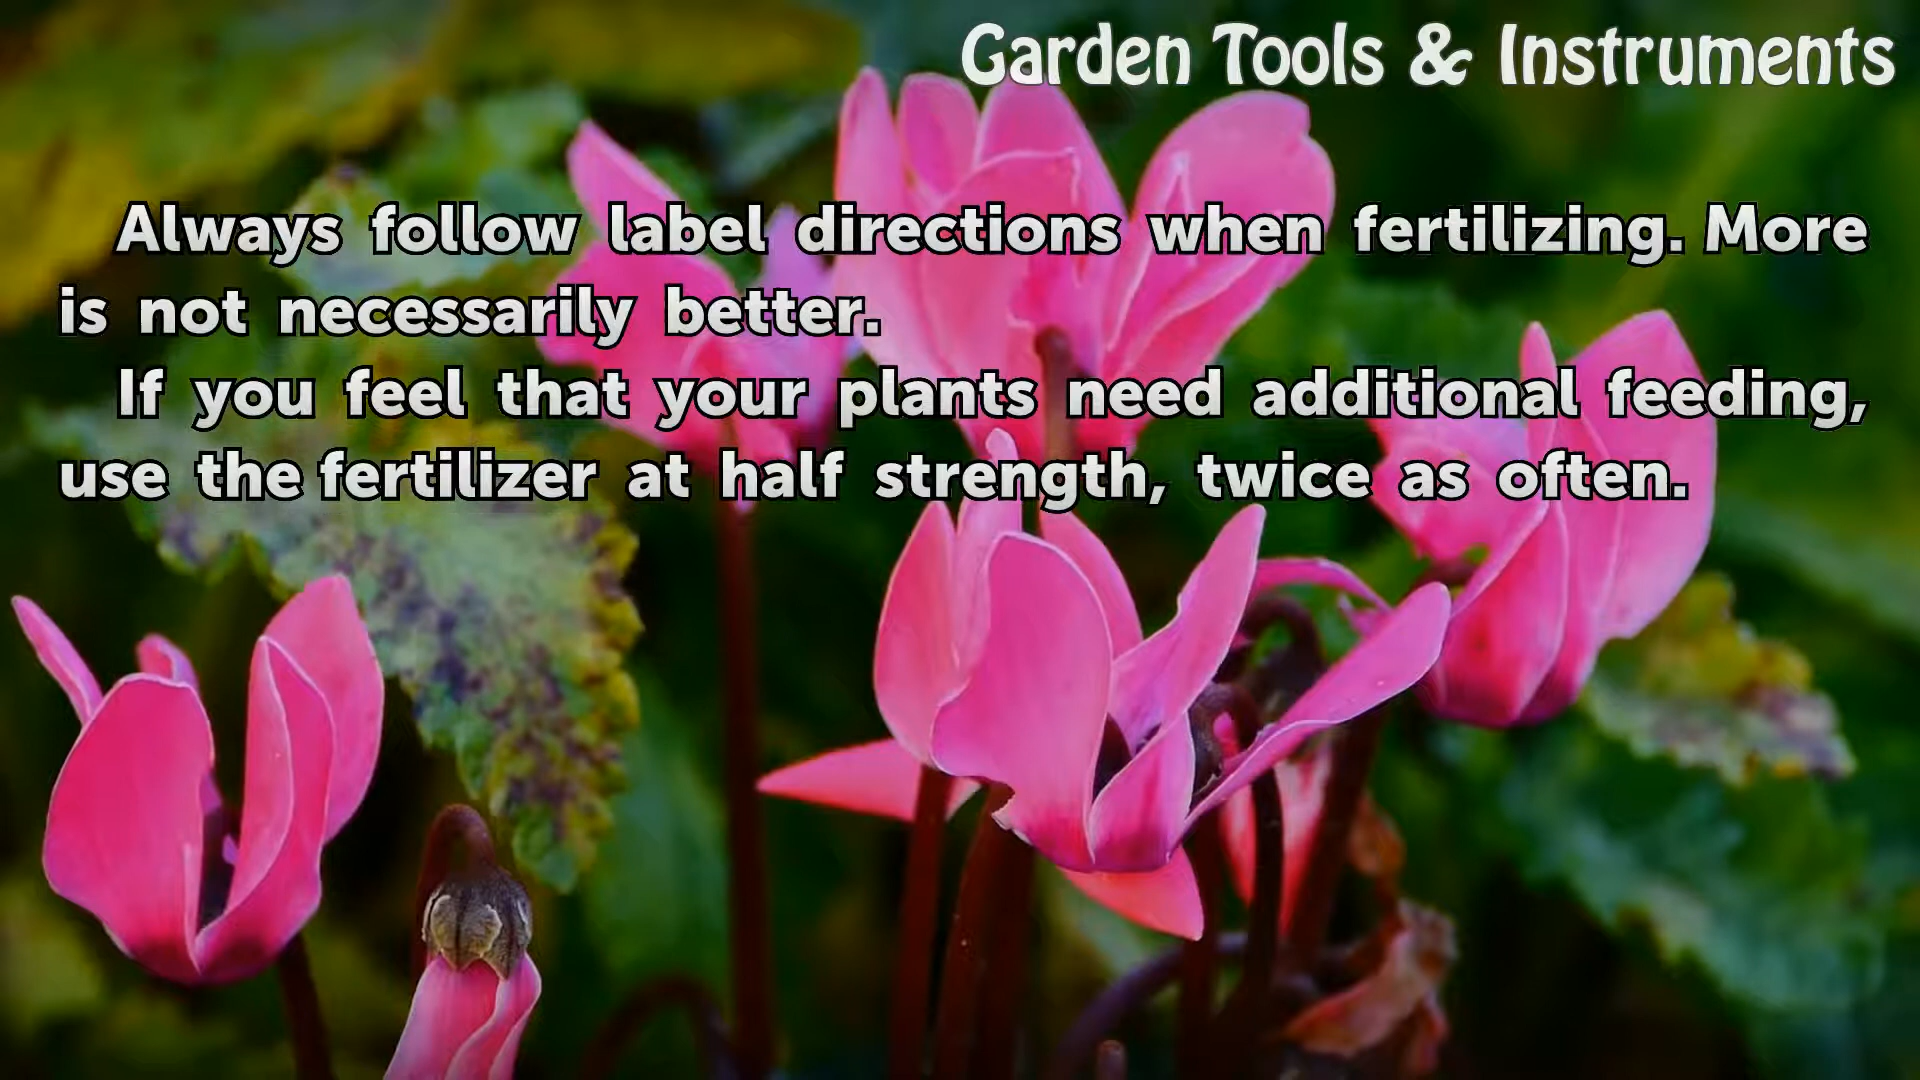 Garden Tools & Instruments
Always follow label directions when fertilizing. More
is not necessarily better.
If you feel that your plants need additional feeding,
use the fertilizer at half strength, twice as often.